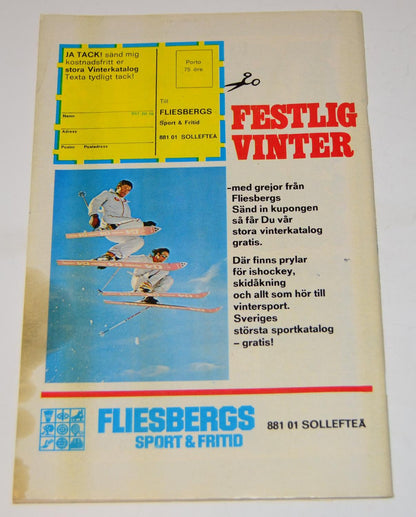 JA TACK! sänd mig
kostnadsfritt er
stora Vinterkatalog
Texta tydligt tack!
Porto
75 öre
Till
FLIESBERGS
Sport & Fritid
881 01 SOLLEFTEÅ
Namn
Adress
Postnr Postadress
FESTLIG
VINTER
–med grejor från
Fliesbergs
Sänd in kupongen
så får Du vår
stora vinterkatalog
gratis.
Där finns prylar
för ishockey,
skidåkning
och allt som hör till
vintersport.
Sveriges
största sportkatalog
– gratis!
FLIESBERGS
SPORT & FRITID
881 01 SOLLEFTEÅ